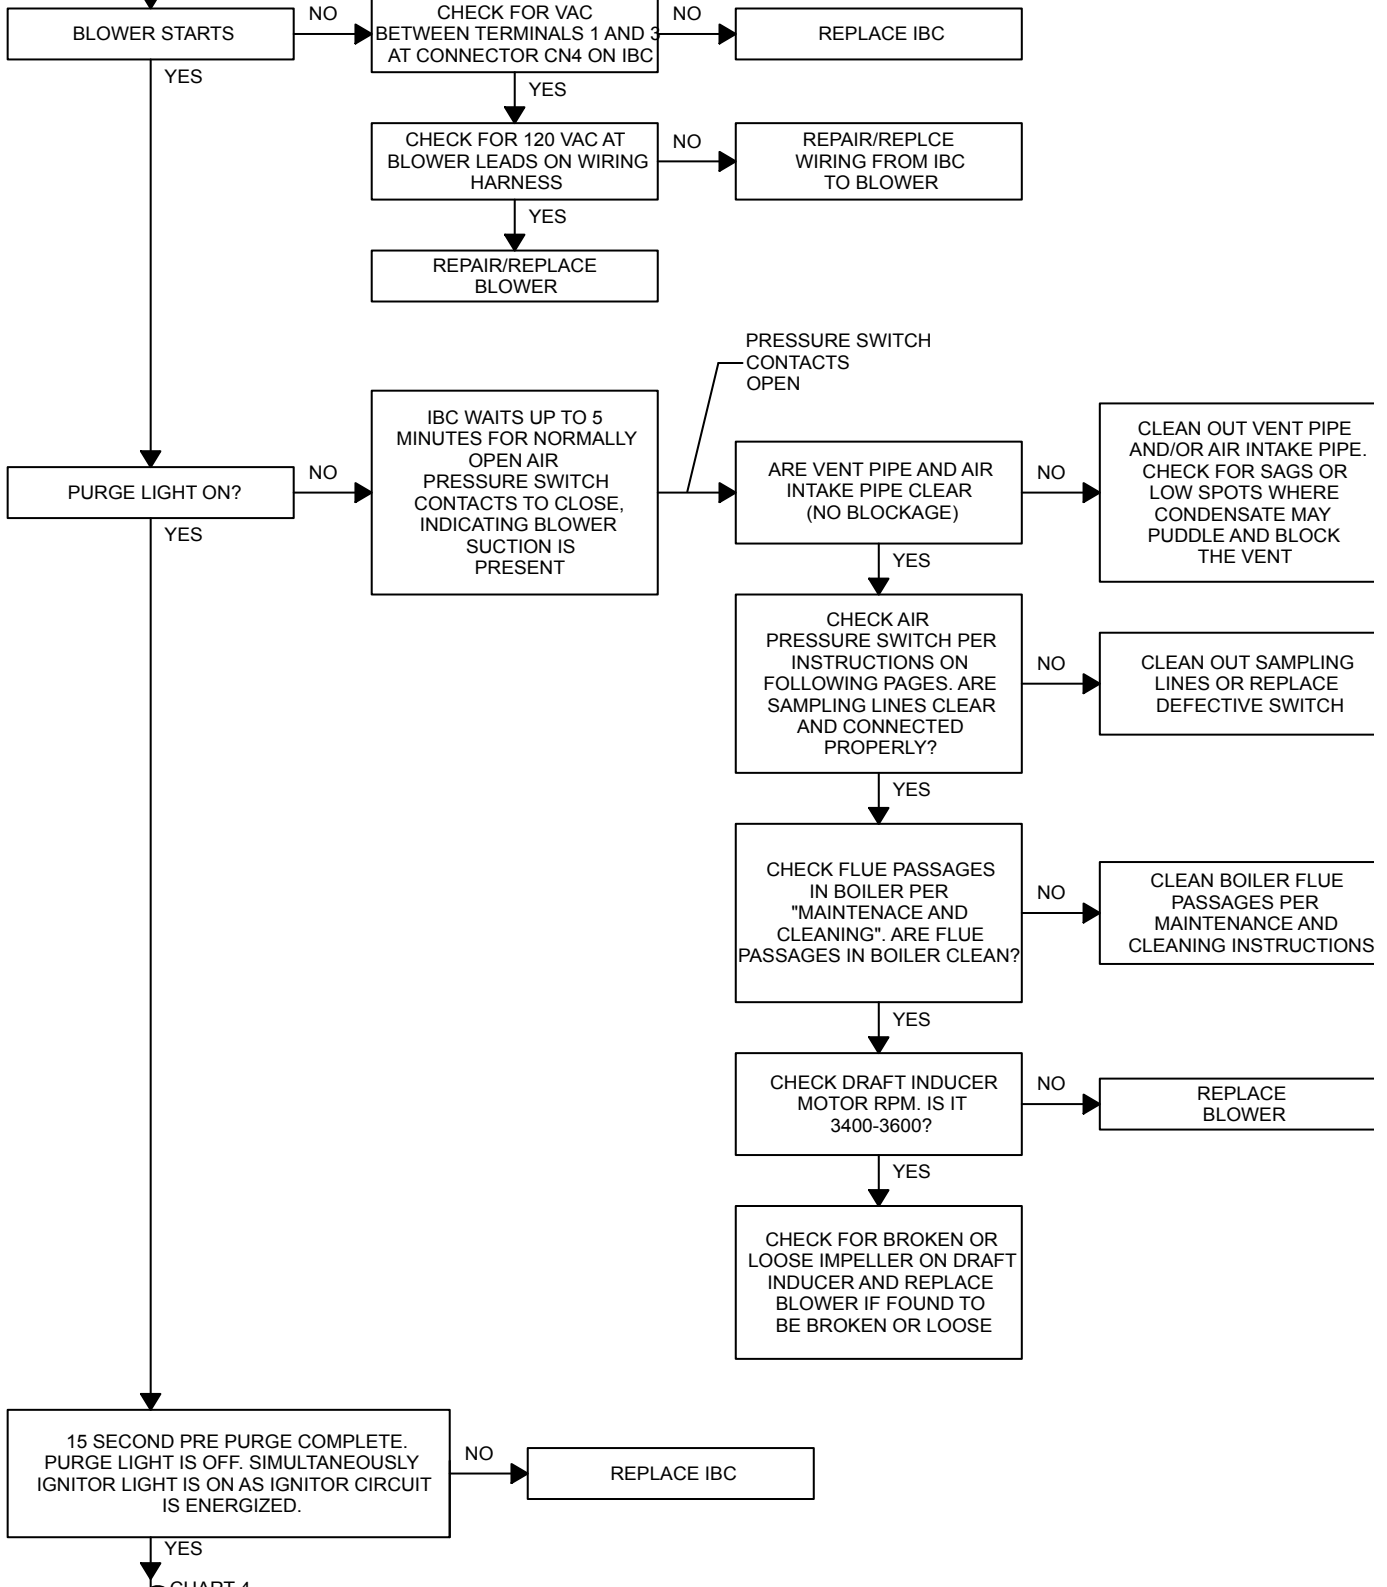 BLOWER STARTS
NO
CHECK FOR VAC
BETWEEN TERMINALS 1 AND 3
AT CONNECTOR CN4 ON IBC
NO
REPLACE IBC
YES
YES
CHECK FOR 120 VAC AT
BLOWER LEADS ON WIRING
HARNESS
NO
REPAIR/REPLCE
WIRING FROM IBC
TO BLOWER
YES
REPAIR/REPLACE
BLOWER
PRESSURE SWITCH
CONTACTS
OPEN
PURGE LIGHT ON?
NO
IBC WAITS UP TO 5
MINUTES FOR NORMALLY
OPEN AIR
PRESSURE SWITCH
CONTACTS TO CLOSE,
INDICATING BLOWER
SUCTION IS
PRESENT
ARE VENT PIPE AND AIR
INTAKE PIPE CLEAR
(NO BLOCKAGE)
NO
CLEAN OUT VENT PIPE
AND/OR AIR INTAKE PIPE.
CHECK FOR SAGS OR
LOW SPOTS WHERE
CONDENSATE MAY
PUDDLE AND BLOCK
THE VENT
YES
YES
CHECK AIR
PRESSURE SWITCH PER
INSTRUCTIONS ON
FOLLOWING PAGES. ARE
SAMPLING LINES CLEAR
AND CONNECTED
PROPERLY?
NO
CLEAN OUT SAMPLING
LINES OR REPLACE
DEFECTIVE SWITCH
YES
CHECK FLUE PASSAGES
IN BOILER PER
"MAINTENACE AND
CLEANING". ARE FLUE
PASSAGES IN BOILER CLEAN?
NO
CLEAN BOILER FLUE
PASSAGES PER
MAINTENANCE AND
CLEANING INSTRUCTIONS
YES
CHECK DRAFT INDUCER
MOTOR RPM. IS IT
3400-3600?
NO
REPLACE
BLOWER
YES
CHECK FOR BROKEN OR
LOOSE IMPELLER ON DRAFT
INDUCER AND REPLACE
BLOWER IF FOUND TO
BE BROKEN OR LOOSE
15 SECOND PRE PURGE COMPLETE.
PURGE LIGHT IS OFF. SIMULTANEOUSLY
IGNITOR LIGHT IS ON AS IGNITOR CIRCUIT
IS ENERGIZED.
NO
REPLACE IBC
YES
CHART 4